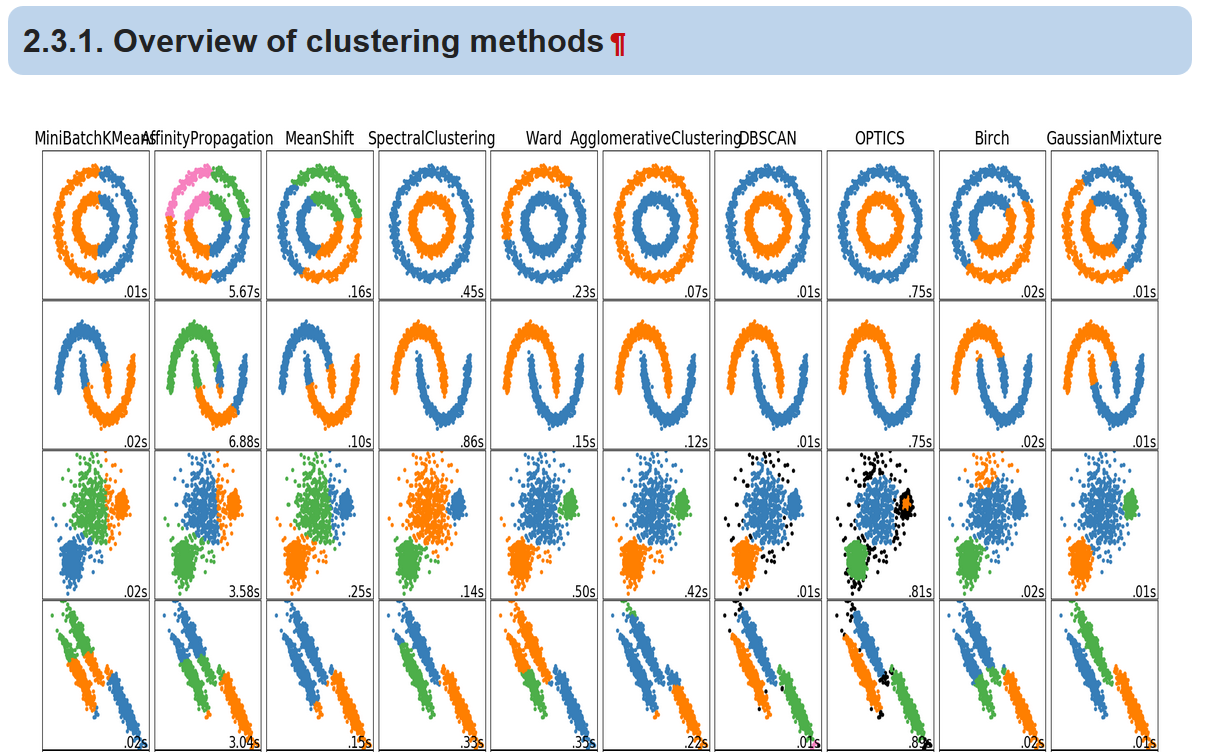 2.3.1. Overview of clustering methods¶
MiniBatchKMeans AffinityPropagation MeanShift SpectralClustering Ward AgglomerativeClustering DBSCAN OPTICS Birch GaussianMixture
.01s 5.67s .16s .45s .23s .07s .01s .75s .02s .01s
.02s 6.88s .10s .86s .15s .12s .01s .75s .02s .01s
.02s 3.58s .25s .14s .50s .42s .01s .81s .02s .01s
.02s 3.04s .15s .33s .35s .22s .01s .89s .02s .01s